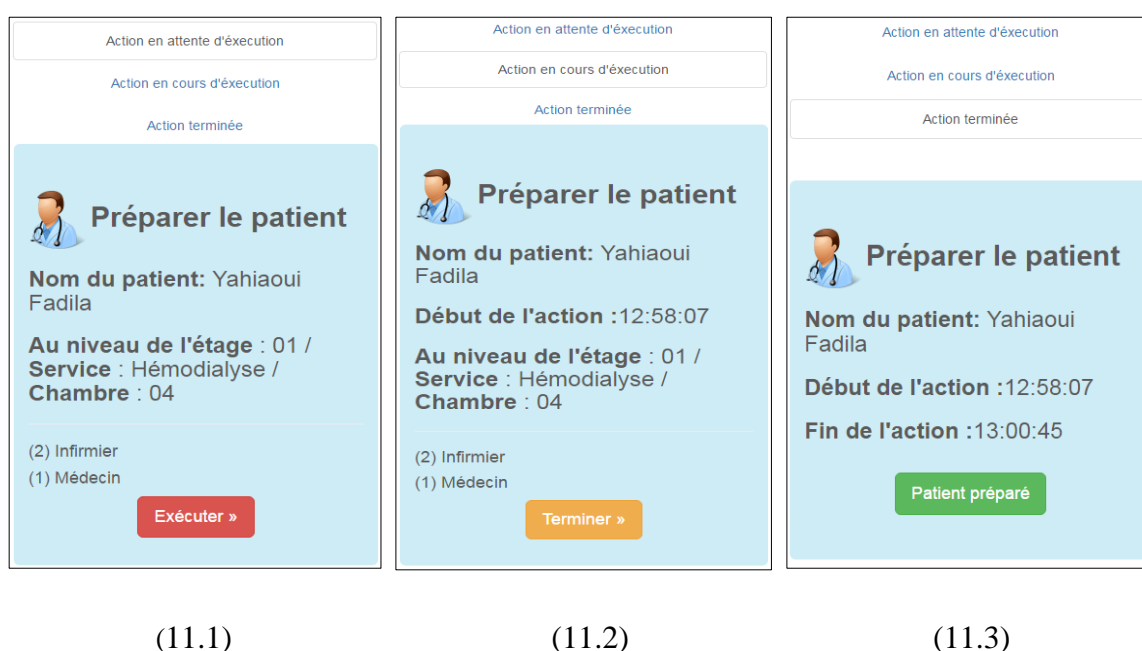 Action en attente d'éxecution
Action en cours d'éxecution
Action terminée
Préparer le patient
Nom du patient: Yahiaoui
Fadila
Au niveau de l'étage : 01 /
Service : Hémodialyse /
Chambre : 04
(2) Infirmier
(1) Médecin
Exécuter »
(11.1)
Action en attente d'éxecution
Action en cours d'éxecution
Action terminée
Préparer le patient
Nom du patient: Yahiaoui
Fadila
Début de l'action :12:58:07
Au niveau de l'étage : 01 /
Service : Hémodialyse /
Chambre : 04
(2) Infirmier
(1) Médecin
Terminer »
(11.2)
Action en attente d'éxecution
Action en cours d'éxecution
Action terminée
Préparer le patient
Nom du patient: Yahiaoui
Fadila
Début de l'action :12:58:07
Fin de l'action :13:00:45
Patient préparé
(11.3)